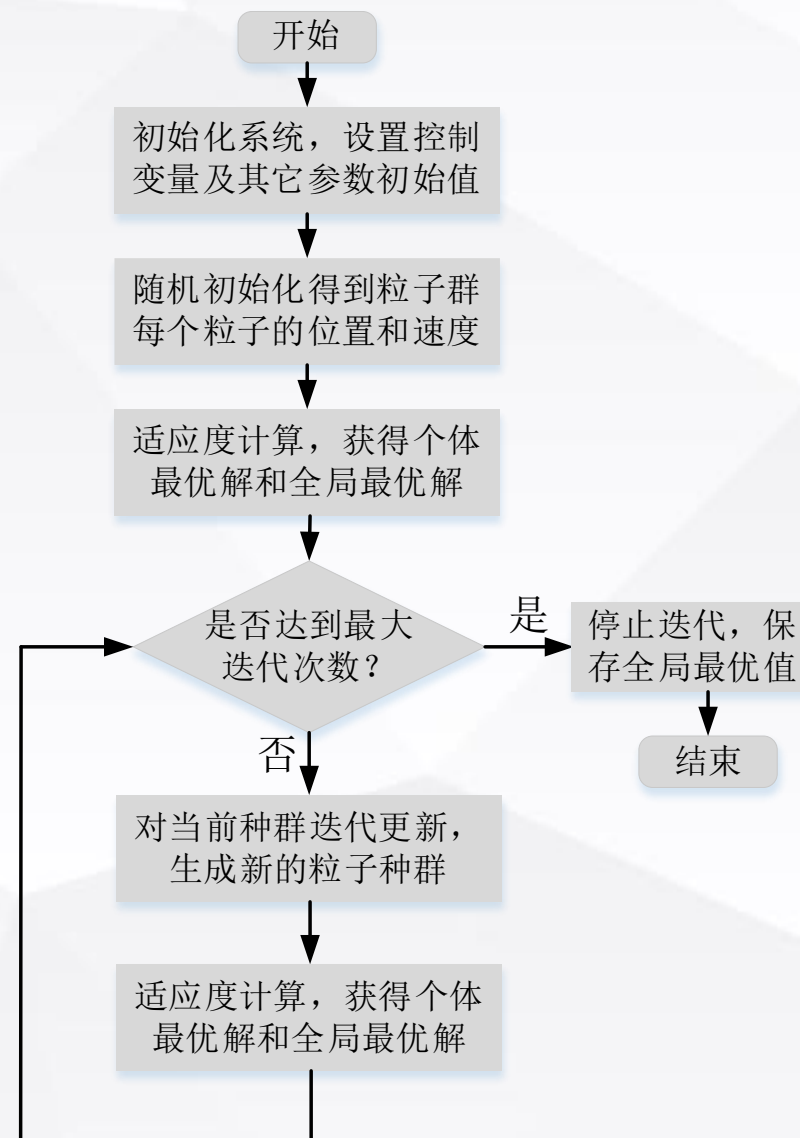 开始
初始化系统，设置控制
变量及其它参数初始值
随机初始化得到粒子群
每个粒子的位置和速度
适应度计算，获得个体
最优解和全局最优解
是否达到最大
迭代次数？
是
停止迭代，保
存全局最优值
结束
否
对当前种群迭代更新，
生成新的粒子种群
适应度计算，获得个体
最优解和全局最优解